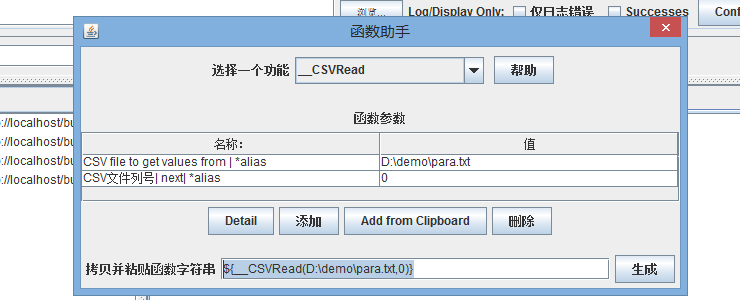 浏览... Log/Display Only: 仅日志错误 Successes Conf
函数助手
选择一个功能 __CSVRead 帮助
函数参数
名称: 值
CSV file to get values from | *alias D:\demo\para.txt
CSV文件列号| next| *alias 0
Detail 添加 Add from Clipboard 删除
拷贝并粘贴函数字符串 ${__CSVRead(D:\demo\para.txt,0)} 生成
://localhost/bu
://localhost/bu
://localhost/bu
://localhost/bu